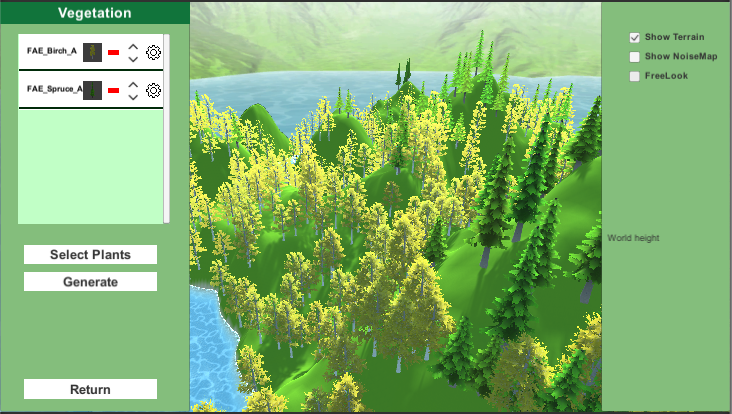 Vegetation
FAE_Birch_A
FAE_Spruce_A
Select Plants
Generate
Return
Show Terrain
Show NoiseMap
FreeLook
World height